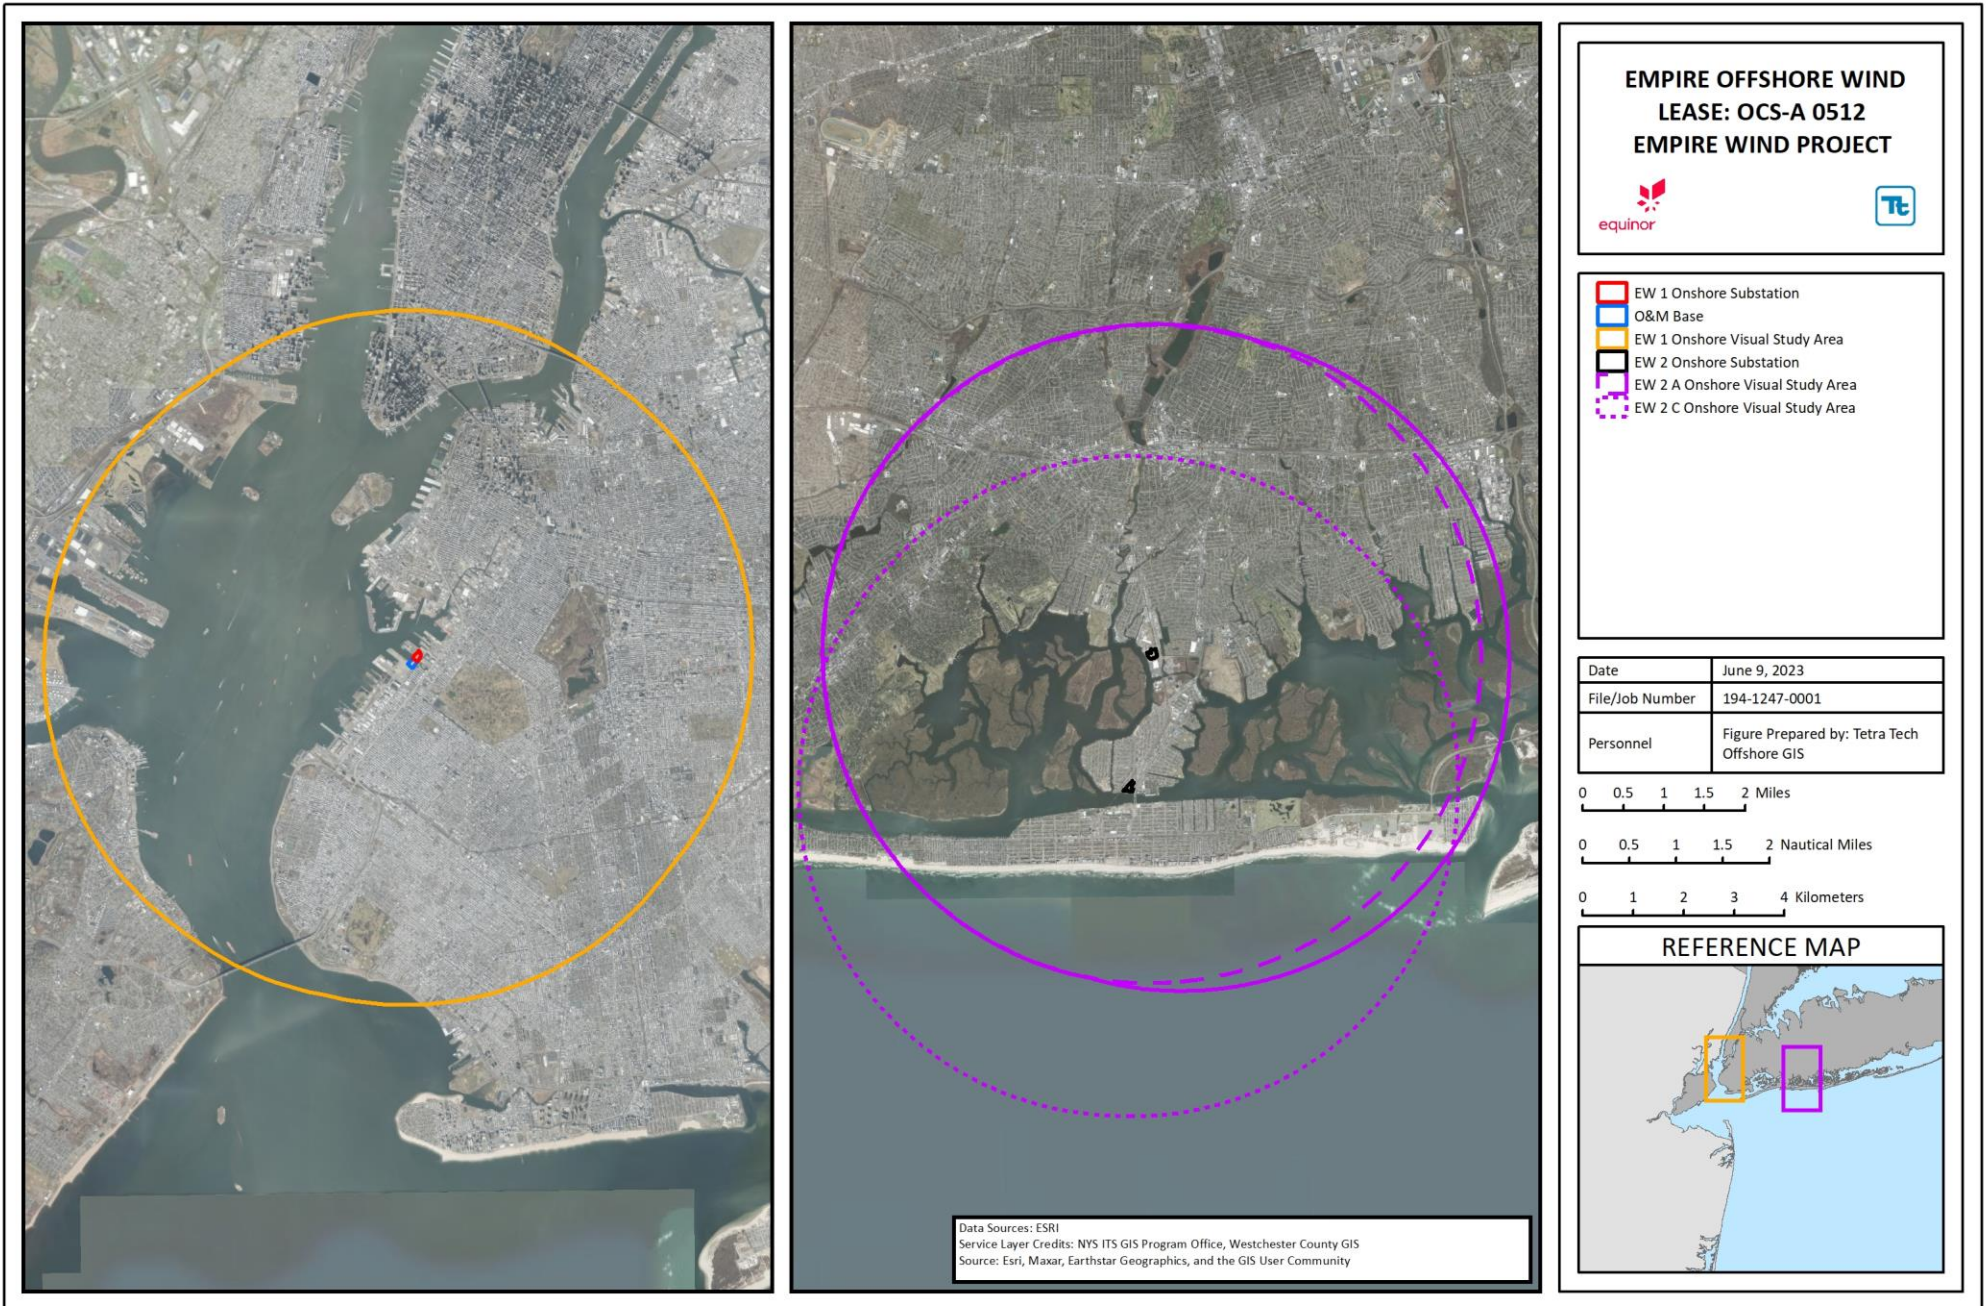 EMPIRE OFFSHORE WIND
LEASE: OCS-A 0512
EMPIRE WIND PROJECT
equinor
Tt
EW 1 Onshore Substation
O&M Base
EW 1 Onshore Visual Study Area
EW 2 Onshore Substation
EW 2 A Onshore Visual Study Area
EW 2 C Onshore Visual Study Area
Date June 9, 2023
File/Job Number 194-1247-0001
Personnel Figure Prepared by: Tetra Tech
Offshore GIS
0 0.5 1 1.5 2 Miles
0 0.5 1 1.5 2 Nautical Miles
0 1 2 3 4 Kilometers
REFERENCE MAP
Data Sources: ESRI
Service Layer Credits: NYS ITS GIS Program Office, Westchester County GIS
Source: Esri, Maxar, Earthstar Geographics, and the GIS User Community